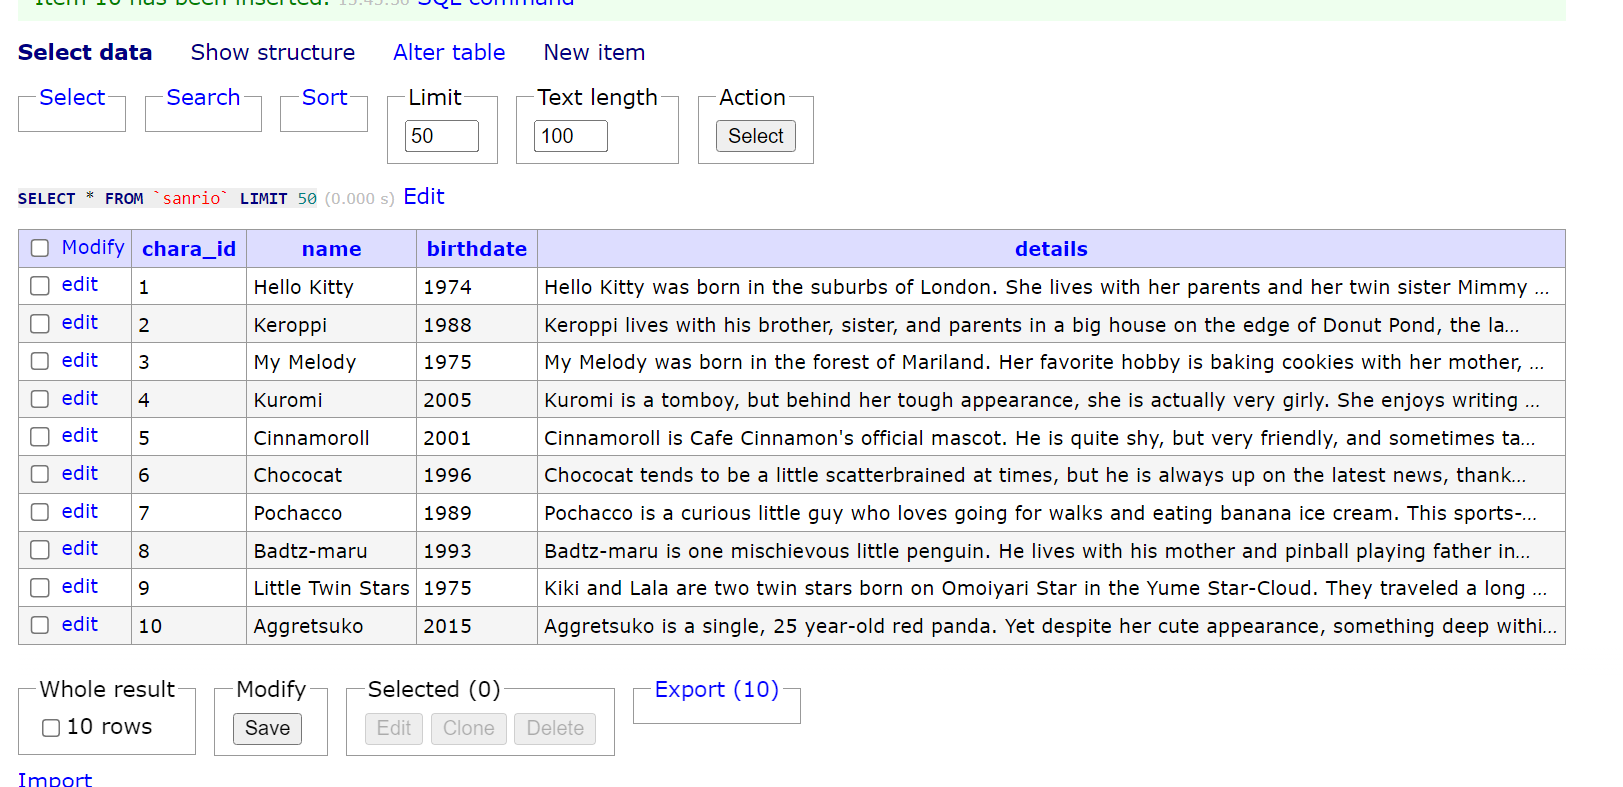 Item 10 has been inserted. 15:45:50 SQL command
Select data Show structure Alter table New item
Select Search Sort Limit Text length Action
50 100 Select
SELECT * FROM `sanrio` LIMIT 50 (0.000 s) Edit
Modify chara_id name birthdate details
edit 1 Hello Kitty 1974 Hello Kitty was born in the suburbs of London. She lives with her parents and her twin sister Mimmy ...
edit 2 Keroppi 1988 Keroppi lives with his brother, sister, and parents in a big house on the edge of Donut Pond, the la...
edit 3 My Melody 1975 My Melody was born in the forest of Mariland. Her favorite hobby is baking cookies with her mother, ...
edit 4 Kuromi 2005 Kuromi is a tomboy, but behind her tough appearance, she is actually very girly. She enjoys writing ...
edit 5 Cinnamoroll 2001 Cinnamoroll is Cafe Cinnamon's official mascot. He is quite shy, but very friendly, and sometimes ta...
edit 6 Chococat 1996 Chococat tends to be a little scatterbrained at times, but he is always up on the latest news, thank...
edit 7 Pochacco 1989 Pochacco is a curious little guy who loves going for walks and eating banana ice cream. This sports-...
edit 8 Badtz-maru 1993 Badtz-maru is one mischievous little penguin. He lives with his mother and pinball playing father in...
edit 9 Little Twin Stars 1975 Kiki and Lala are two twin stars born on Omoiyari Star in the Yume Star-Cloud. They traveled a long ...
edit 10 Aggretsuko 2015 Aggretsuko is a single, 25 year-old red panda. Yet despite her cute appearance, something deep withi...
Whole result Modify Selected (0) Export (10)
10 rows Save Edit Clone Delete
Import